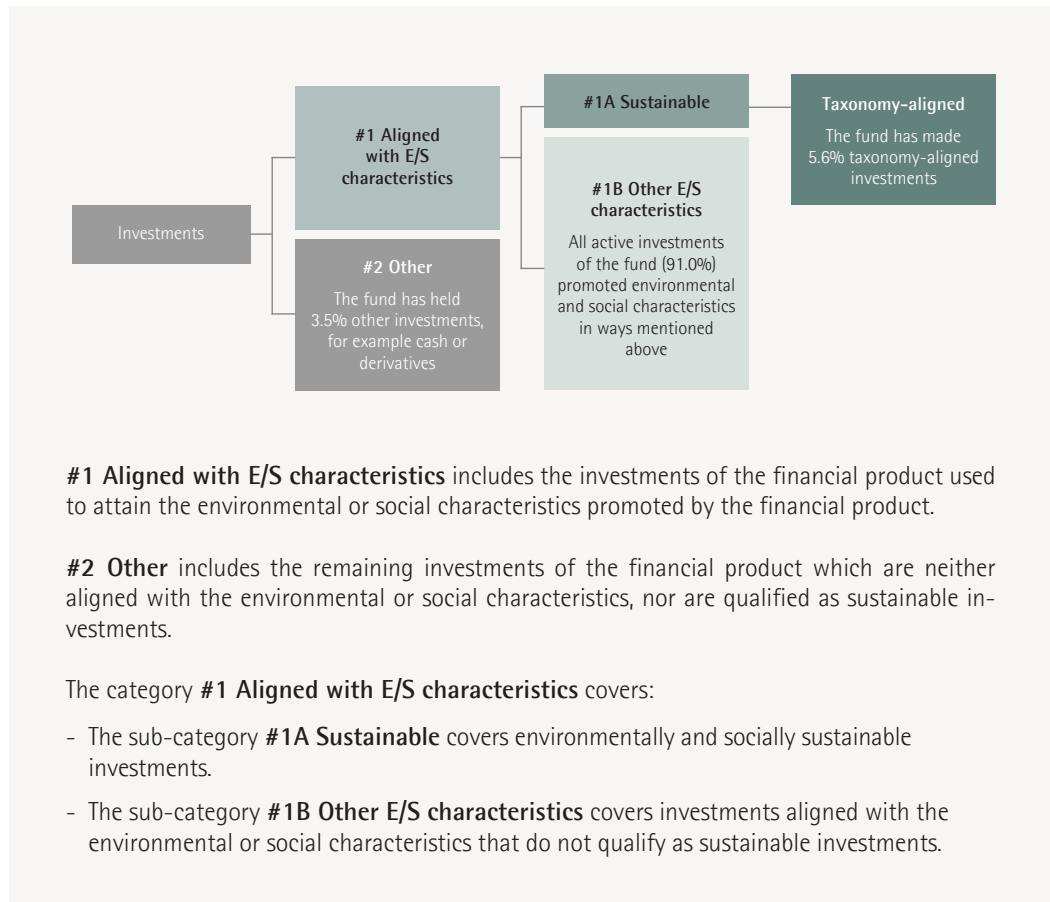 Investments
#1 Aligned
with E/S
characteristics
#2 Other
The fund has held
3.5% other investments,
for example cash or
derivatives
#1A Sustainable
#1B Other E/S
characteristics
All active investments
of the fund (91.0%)
promoted environmental
and social characteristics
in ways mentioned
above
Taxonomy-aligned
The fund has made
5.6% taxonomy-aligned
investments
#1 Aligned with E/S characteristics includes the investments of the financial product used
to attain the environmental or social characteristics promoted by the financial product.
#2 Other includes the remaining investments of the financial product which are neither
aligned with the environmental or social characteristics, nor are qualified as sustainable in-
vestments.
The category #1 Aligned with E/S characteristics covers:
- The sub-category #1A Sustainable covers environmentally and socially sustainable
investments.
- The sub-category #1B Other E/S characteristics covers investments aligned with the
environmental or social characteristics that do not qualify as sustainable investments.